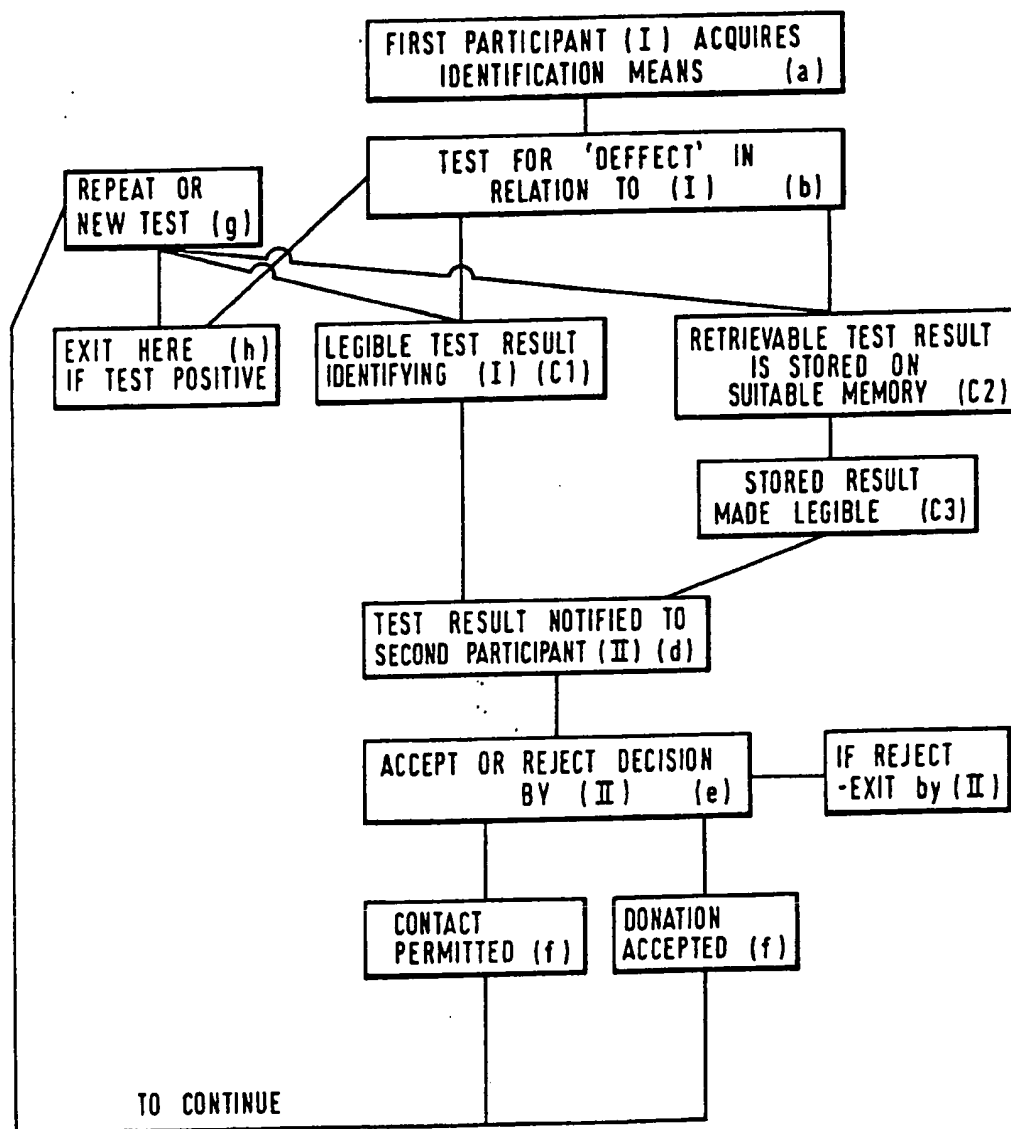 FIRST PARTICIPANT (I) ACQUIRES
IDENTIFICATION MEANS (a)
TEST FOR 'DEFFECT' IN
RELATION TO (I) (b)
REPEAT OR
NEW TEST (g)
EXIT HERE (h)
IF TEST POSITIVE
LEGIBLE TEST RESULT
IDENTIFYING (I) (C1)
RETRIEVABLE TEST RESULT
IS STORED ON
SUITABLE MEMORY (C2)
STORED RESULT
MADE LEGIBLE (C3)
TEST RESULT NOTIFIED TO
SECOND PARTICIPANT (II) (d)
ACCEPT OR REJECT DECISION
BY (II) (e)
IF REJECT
-EXIT by (II)
CONTACT
PERMITTED (f)
DONATION
ACCEPTED (f)
TO CONTINUE